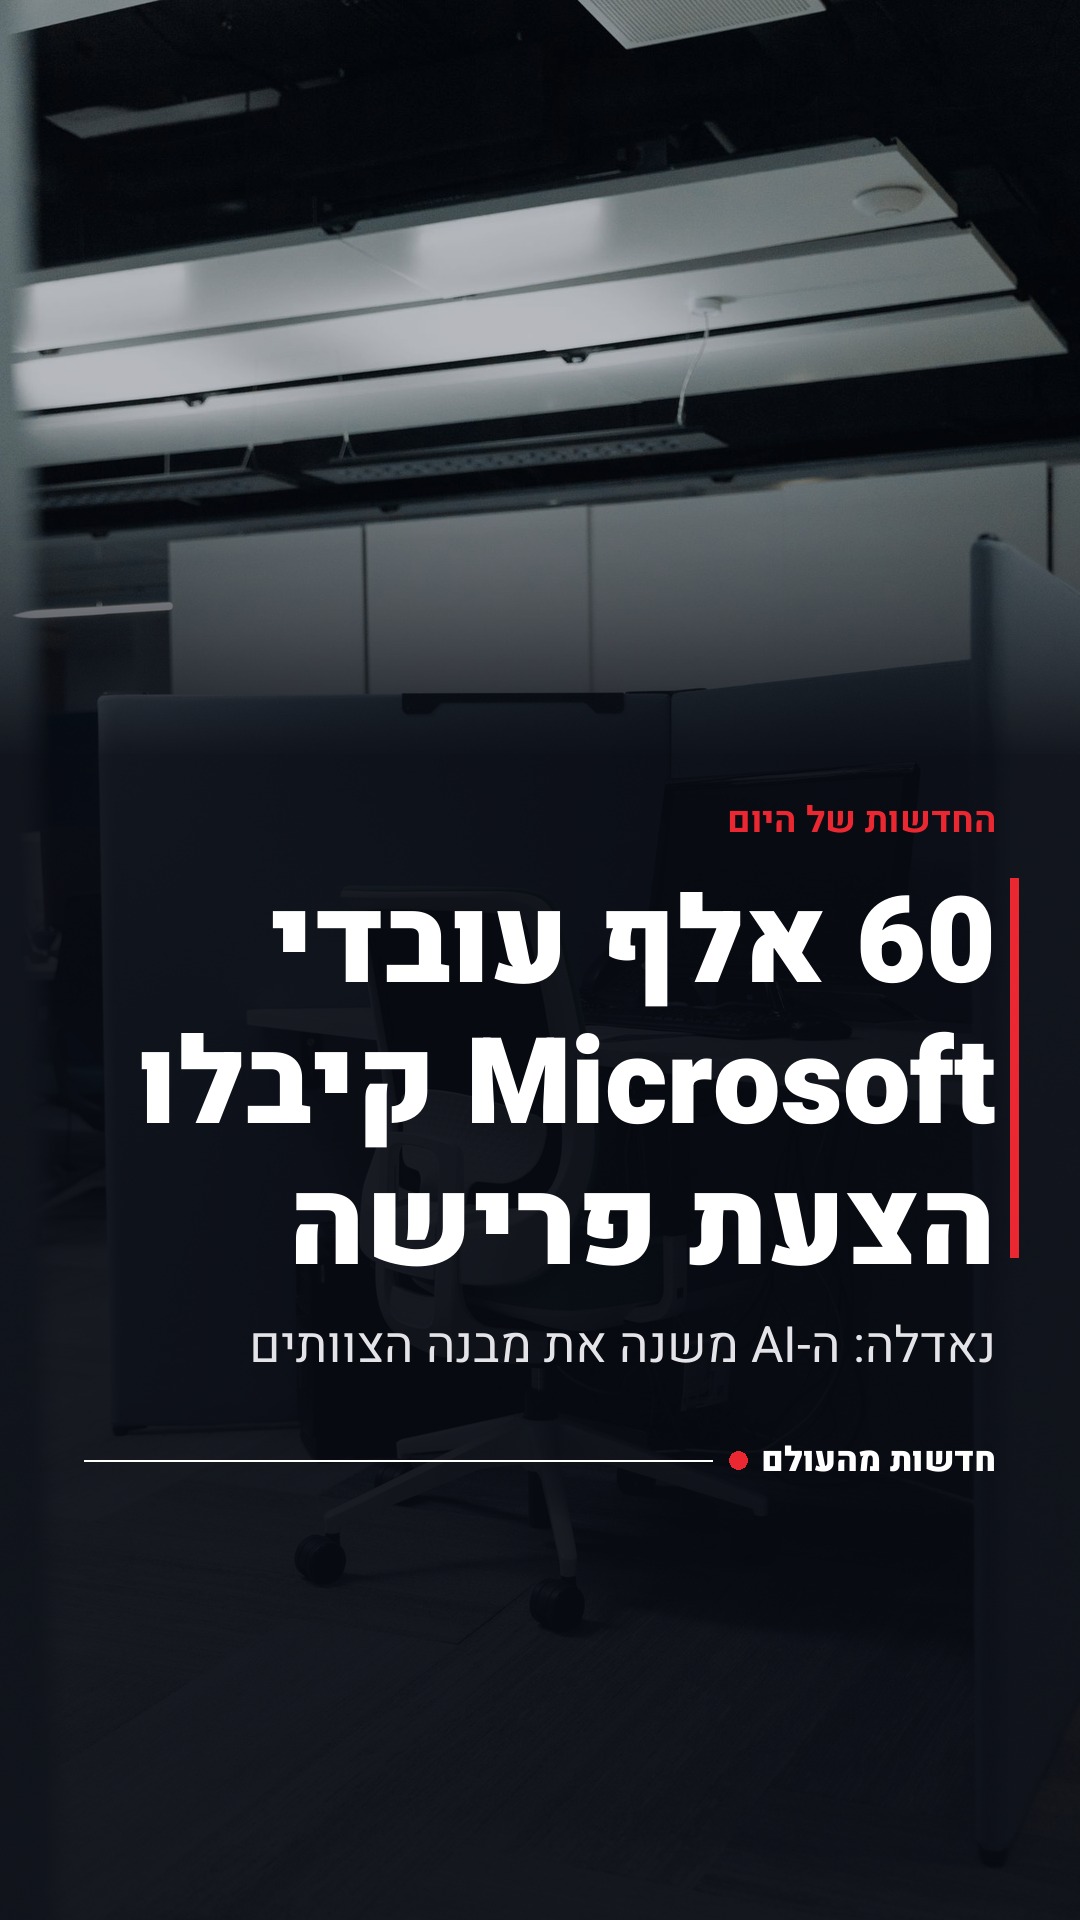 החדשות של היום
60 אלף עובדי
Microsoft קיבלו
הצעת פרישה
נאדלה: ה-AI משנה את מבנה הצוותים
חדשות מהעולם